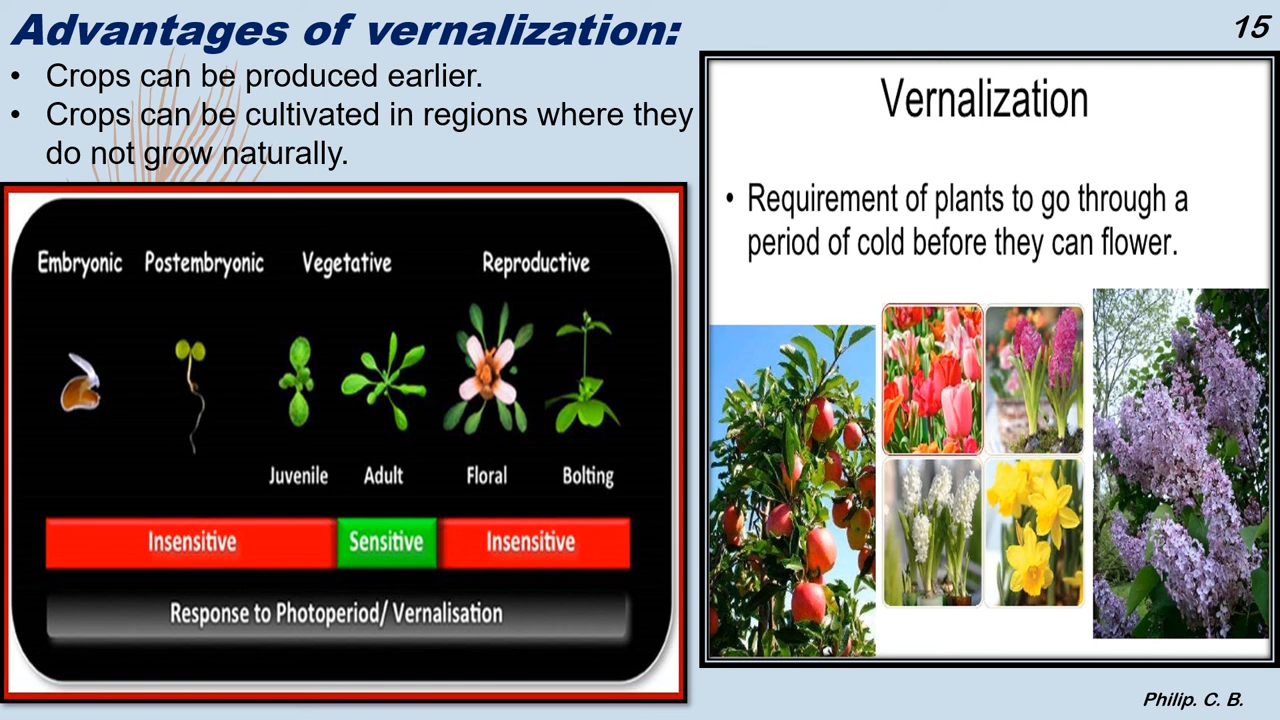 Advantages of vernalization:
15
• Crops can be produced earlier.
• Crops can be cultivated in regions where they
do not grow naturally.
Embryonic Postembryonic Vegetative Reproductive
Juvenile Adult Floral Bolting
Insensitive Sensitive Insensitive
Response to Photoperiod/ Vernalisation
Vernalization
• Requirement of plants to go through a
period of cold before they can flower.
Philip. C. B.